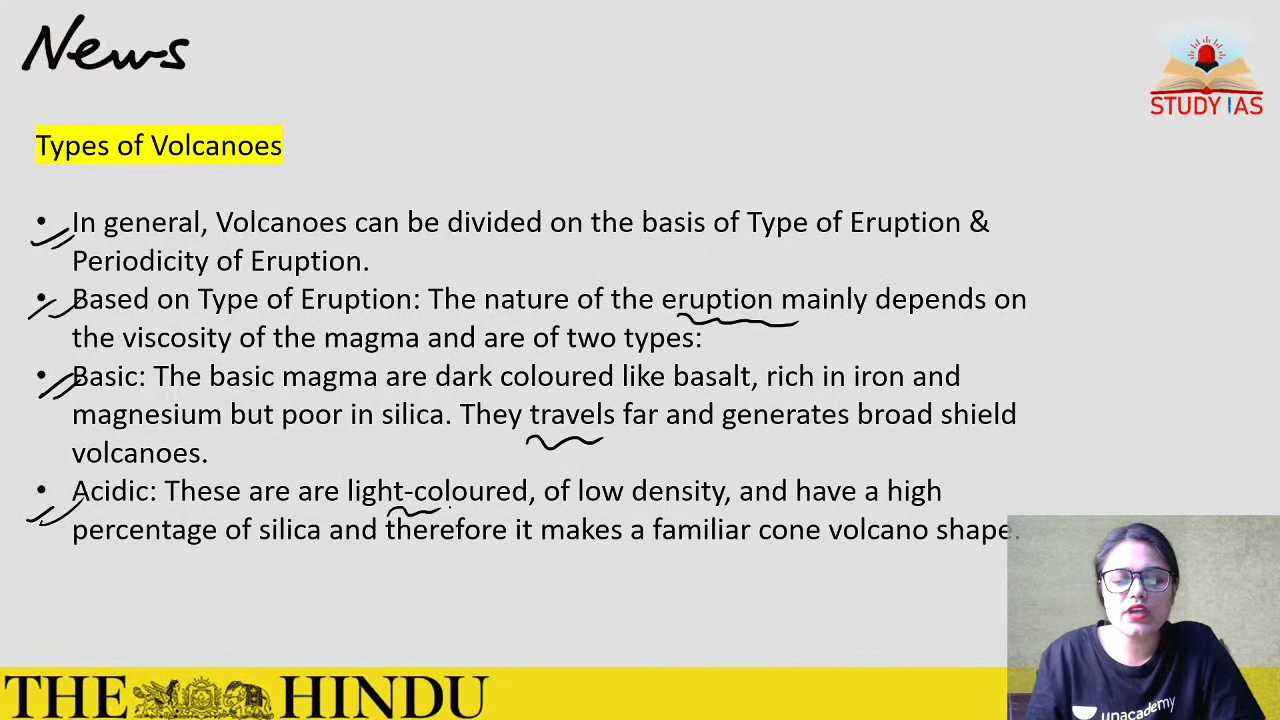 News
STUDY IAS
Types of Volcanoes
• In general, Volcanoes can be divided on the basis of Type of Eruption &
Periodicity of Eruption.
• Based on Type of Eruption: The nature of the eruption mainly depends on
the viscosity of the magma and are of two types:
• Basic: The basic magma are dark coloured like basalt, rich in iron and
magnesium but poor in silica. They travels far and generates broad shield
volcanoes.
• Acidic: These are are light-coloured, of low density, and have a high
percentage of silica and therefore it makes a familiar cone volcano shape.
unacademy
THE HINDU